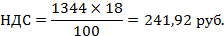 НДС = 1344 × 18 / 100 = 241,92 руб.